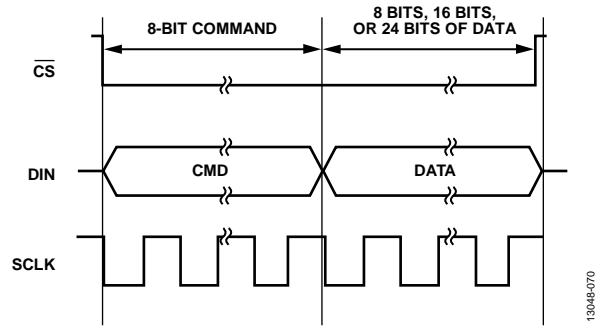 8-BIT COMMAND
8 BITS, 16 BITS,
OR 24 BITS OF DATA
CS
DIN
CMD
DATA
SCLK
13048-070